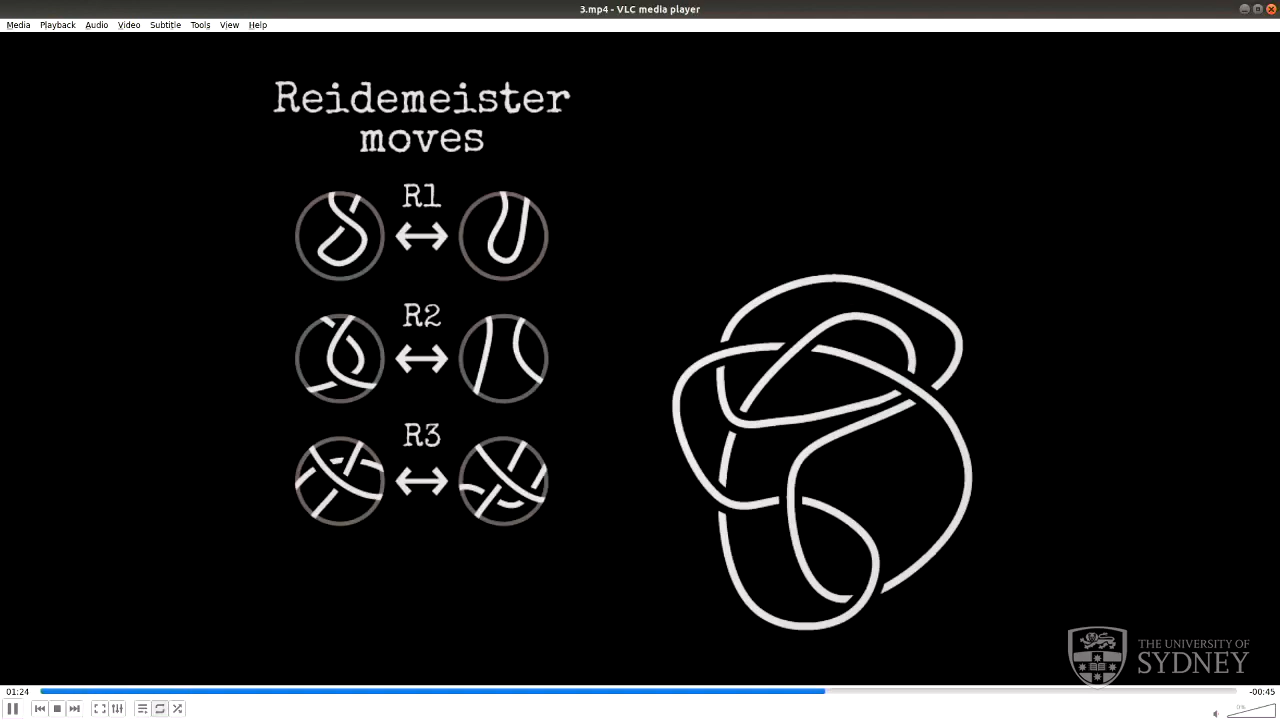 3.mp4 - VLC media player
Media Playback Audio Video Subtitle Tools View Help
Reidemeister
moves
R1
R2
R3
THE UNIVERSITY OF
SYDNEY
01:24
-00:45
0%